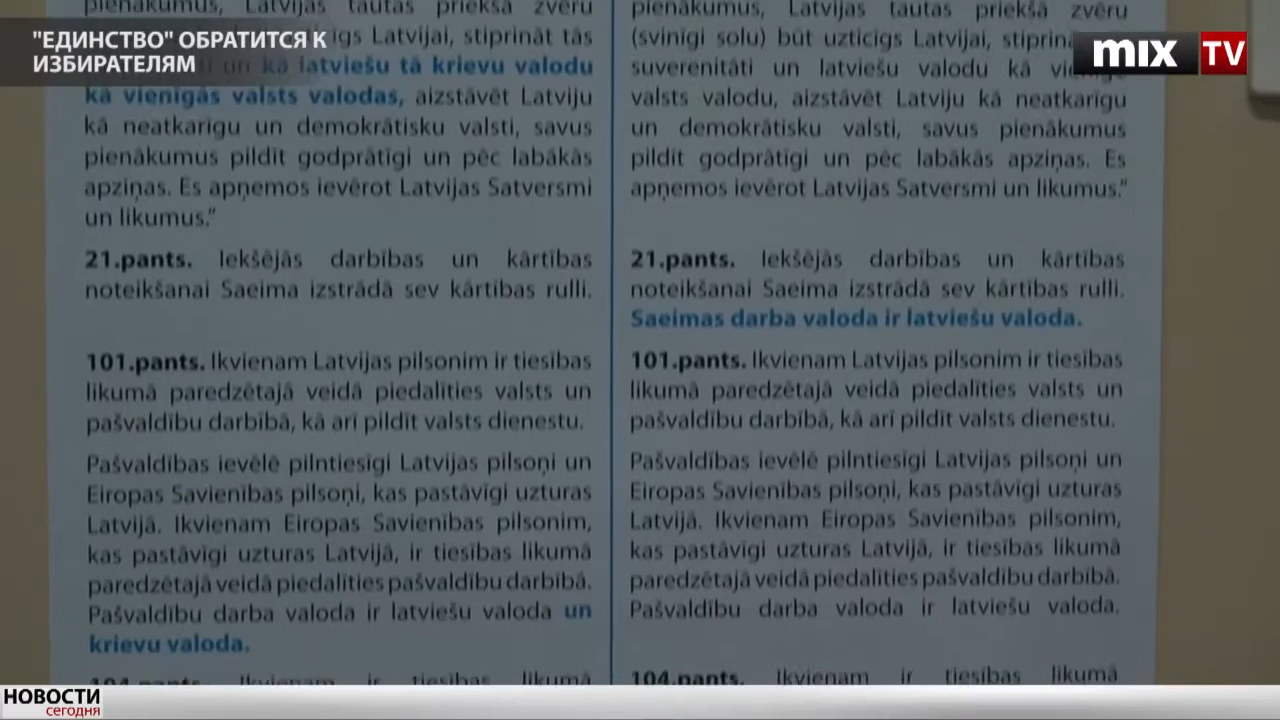 "ЕДИНСТВО" ОБРАТИТСЯ К
ИЗБИРАТЕЛЯМ
mix TV
pienākumus, Latvijas tautas priekšā zvēru
Latvijai, stiprināt tās
un kā latviešu tā krievu valodu
kā vienīgās valsts valodas, aizstāvēt Latviju
kā neatkarīgu un demokrātisku valsti, savus
pienākumus pildīt godprātīgi un pēc labākās
apziņas. Es apņemos ievērot Latvijas Satversmi
un likumus.”
21.pants. Iekšējās darbības un kārtības
noteikšanai Saeima izstrādā sev kārtības rulli.
101.pants. Ikvienam Latvijas pilsonim ir tiesības
likumā paredzētajā veidā piedalīties valsts un
pašvaldību darbībā, kā arī pildīt valsts dienestu.
Pašvaldības ievēlē pilntiesīgi Latvijas pilsoņi un
Eiropas Savienības pilsoņi, kas pastāvīgi uzturas
Latvijā. Ikvienam Eiropas Savienības pilsonim,
kas pastāvīgi uzturas Latvijā, ir tiesības likumā
paredzētajā veidā piedalīties pašvaldību darbībā.
Pašvaldību darba valoda ir latviešu valoda un
krievu valoda.
104.pants. Ikvienam ir tiesības likumā
pienākumus, Latvijas tautas priekšā zvēru
(svinīgi solu) būt uzticīgs Latvijai,
suverenitāti un latviešu valodu kā
valsts valodu, aizstāvēt Latviju kā neatkarīgu
un demokrātisku valsti, savus pienākumus
pildīt godprātīgi un pēc labākās apziņas. Es
apņemos ievērot Latvijas Satversmi un likumus.”
21.pants. Iekšējās darbības un kārtības
noteikšanai Saeima izstrādā sev kārtības rulli.
Saeimas darba valoda ir latviešu valoda.
101.pants. Ikvienam Latvijas pilsonim ir tiesības
likumā paredzētajā veidā piedalīties valsts un
pašvaldību darbībā, kā arī pildīt valsts dienestu.
Pašvaldības ievēlē pilntiesīgi Latvijas pilsoņi un
Eiropas Savienības pilsoņi, kas pastāvīgi uzturas
Latvijā. Ikvienam Eiropas Savienības pilsonim,
kas pastāvīgi uzturas Latvijā, ir tiesības likumā
paredzētajā veidā piedalīties pašvaldību darbībā.
Pašvaldību darba valoda ir latviešu valoda.
104.pants. Ikvienam ir tiesības likumā
НОВОСТИ
сегодня